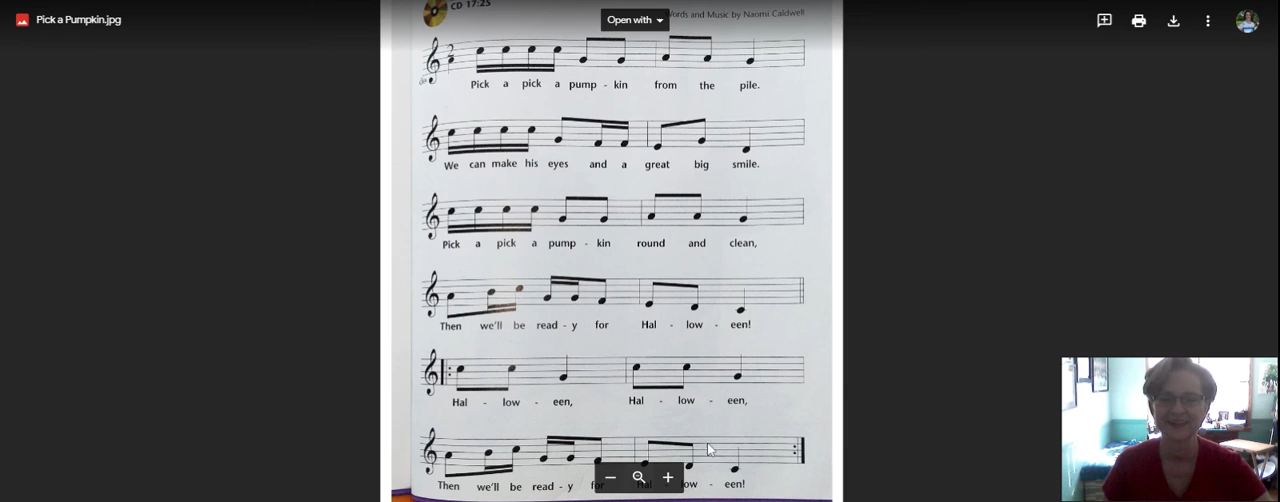 Pick a Pumpkin.jpg
CD 17:25
Open with
Words and Music by Naomi Caldwell
Pick a pick a pump - kin from the pile.
We can make his eyes and a great big smile.
Pick a pick a pump - kin round and clean,
Then we'll be read - y for Hal - low - een!
Hal - low - een, Hal - low - een,
Then we'll be read - y for Hal - low - een!